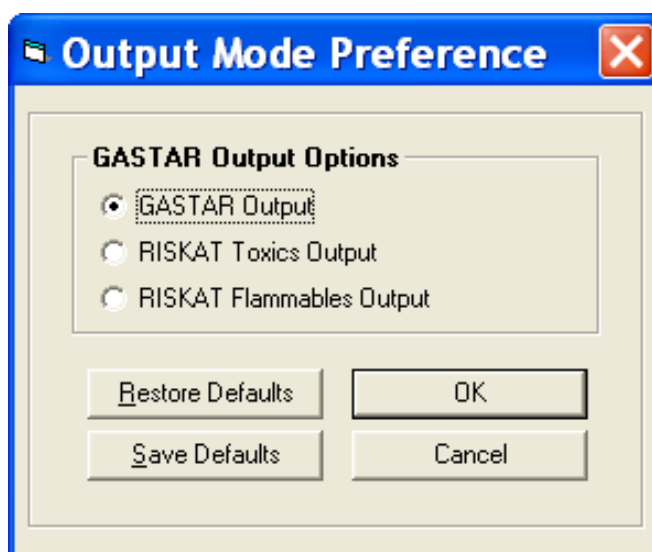 Output Mode Preference
GASTAR Output Options
GASTAR Output
RISKAT Toxics Output
RISKAT Flammables Output
Restore Defaults
OK
Save Defaults
Cancel